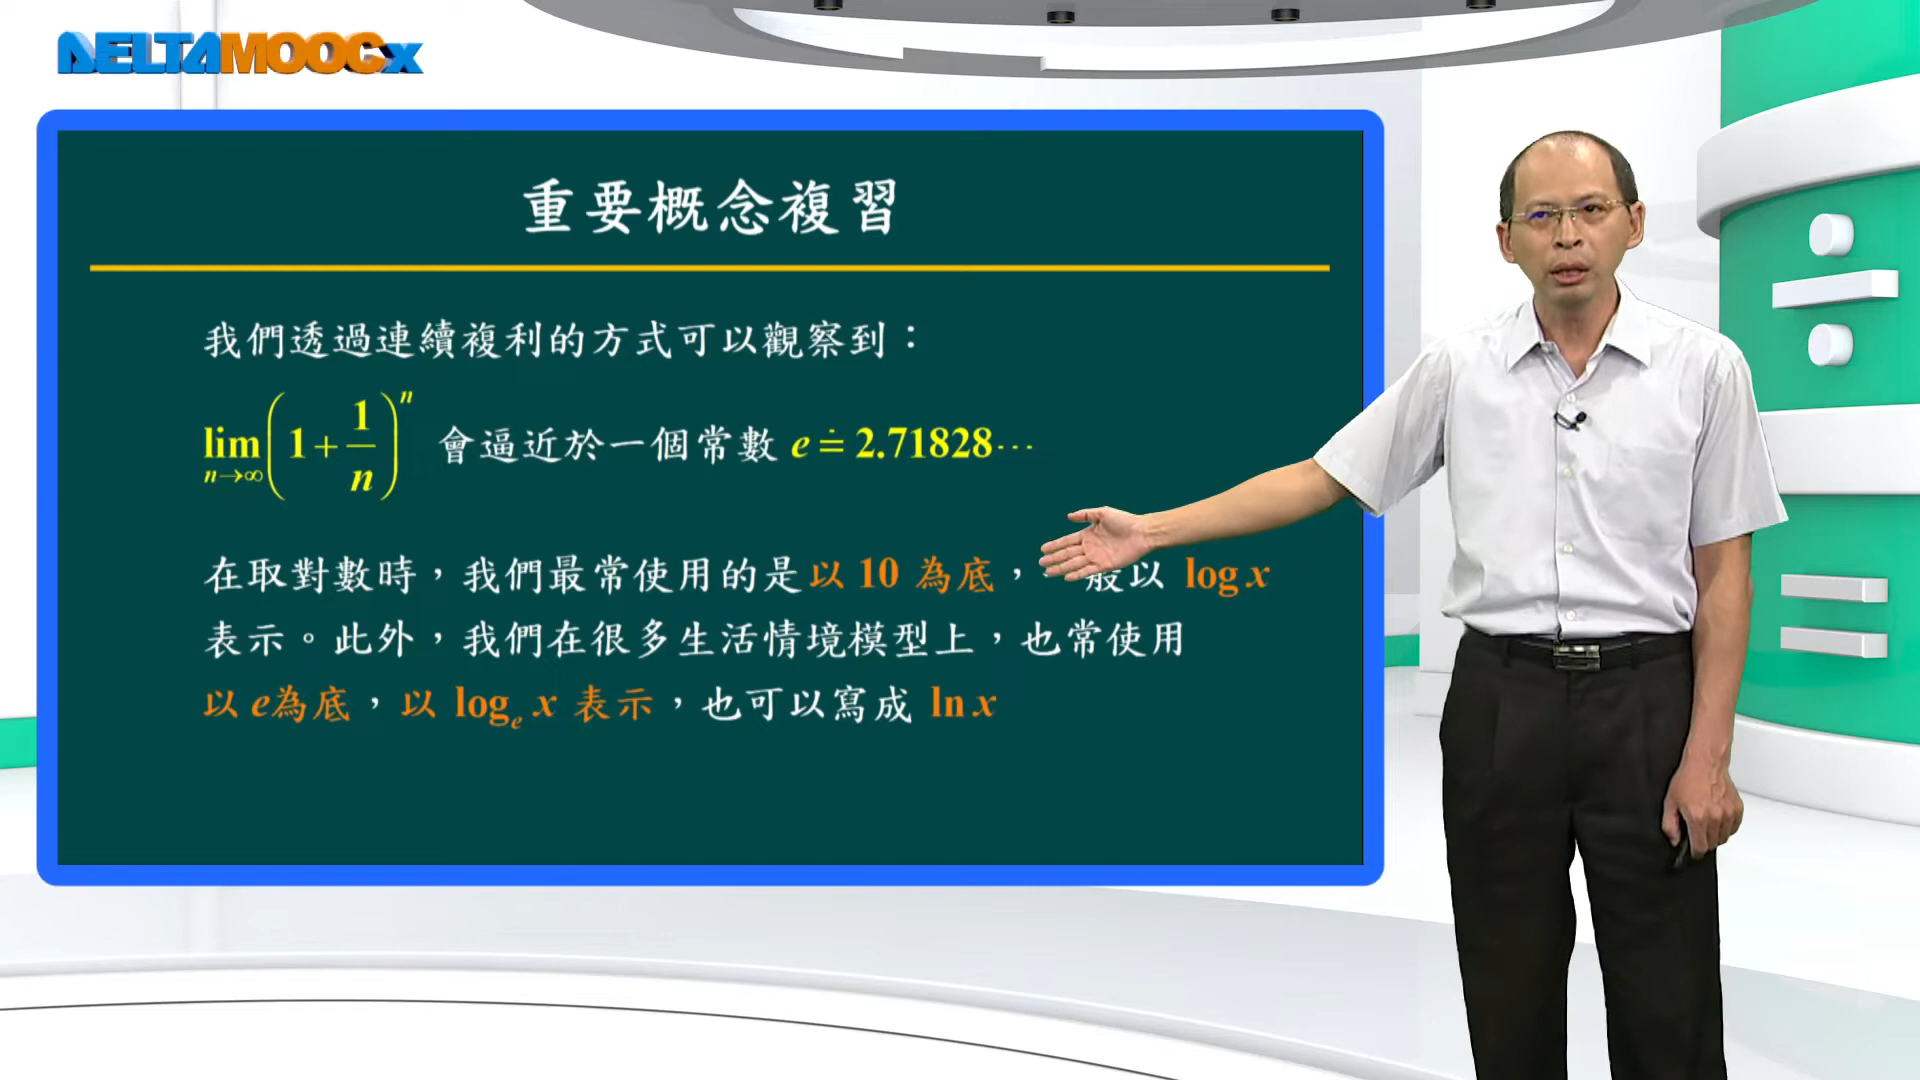 DELTAMOOCx
重要概念複習
我們透過連續複利的方式可以觀察到：
lim n→∞ (1+1/n)^n 會逼近於一個常數 e≒2.71828⋯
在取對數時，我們最常使用的是以 10 為底，般以 log x
表示。此外，我們在很多生活情境模型上，也常使用
以 e為底，以 logₑ x 表示，也可以寫成 ln x